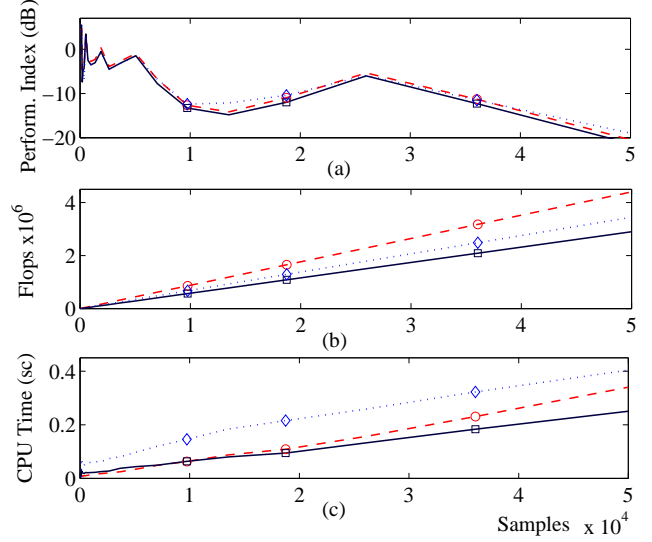 Perform. Index (dB)
0
−10
−20
0 1 2 3 4 5
(a)
Flops x10^6
4
2
0
0 1 2 3 4 5
(b)
CPU Time (sc)
0.4
0.2
0
0 1 2 3 4 5
(c)
Samples x 10^4